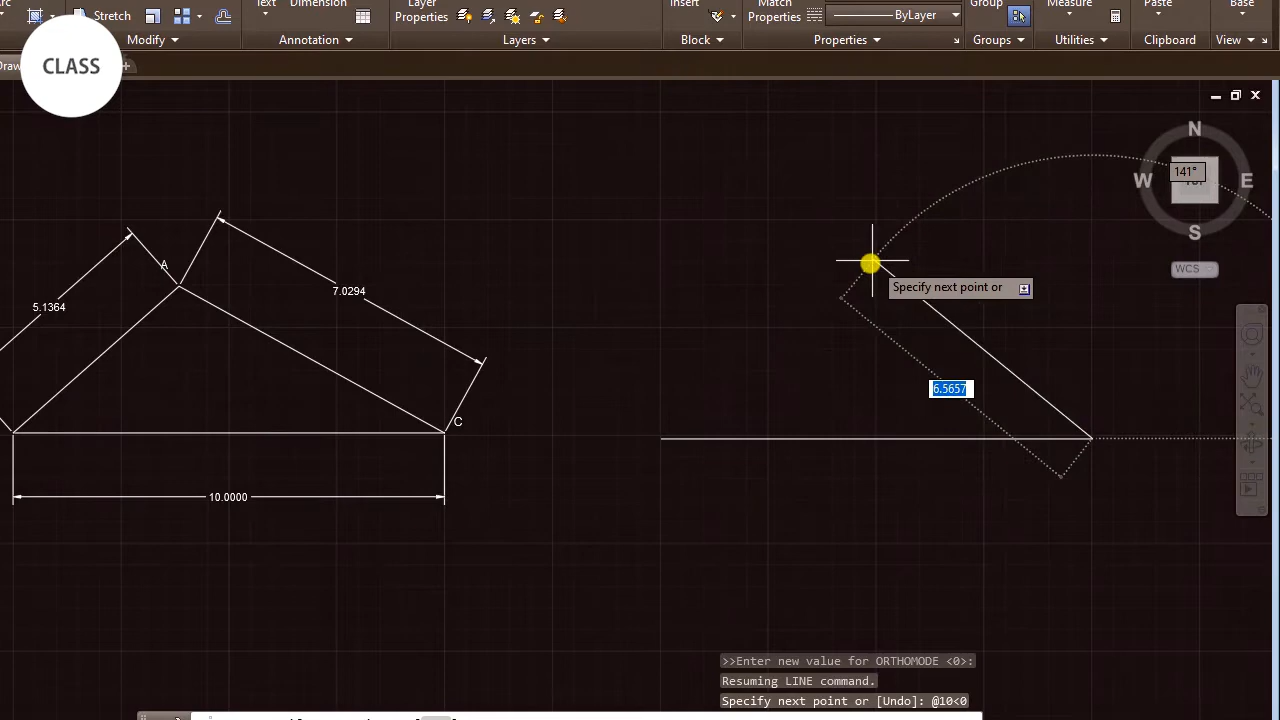 Text
Dimension
Layer
Insert
Match
Group
Measure
Paste
Base
Stretch
Properties
Properties
ByLayer
Modify
Annotation
Layers
Block
Properties
Groups
Utilities
Clipboard
View
CLASS
Draw
N
141°
W
E
S
WCS
A
7.0294
5.1364
Specify next point or
6.5657
C
10.0000
>>Enter new value for ORTHOMODE <0>:
Resuming LINE command.
Specify next point or [Undo]: @10<0